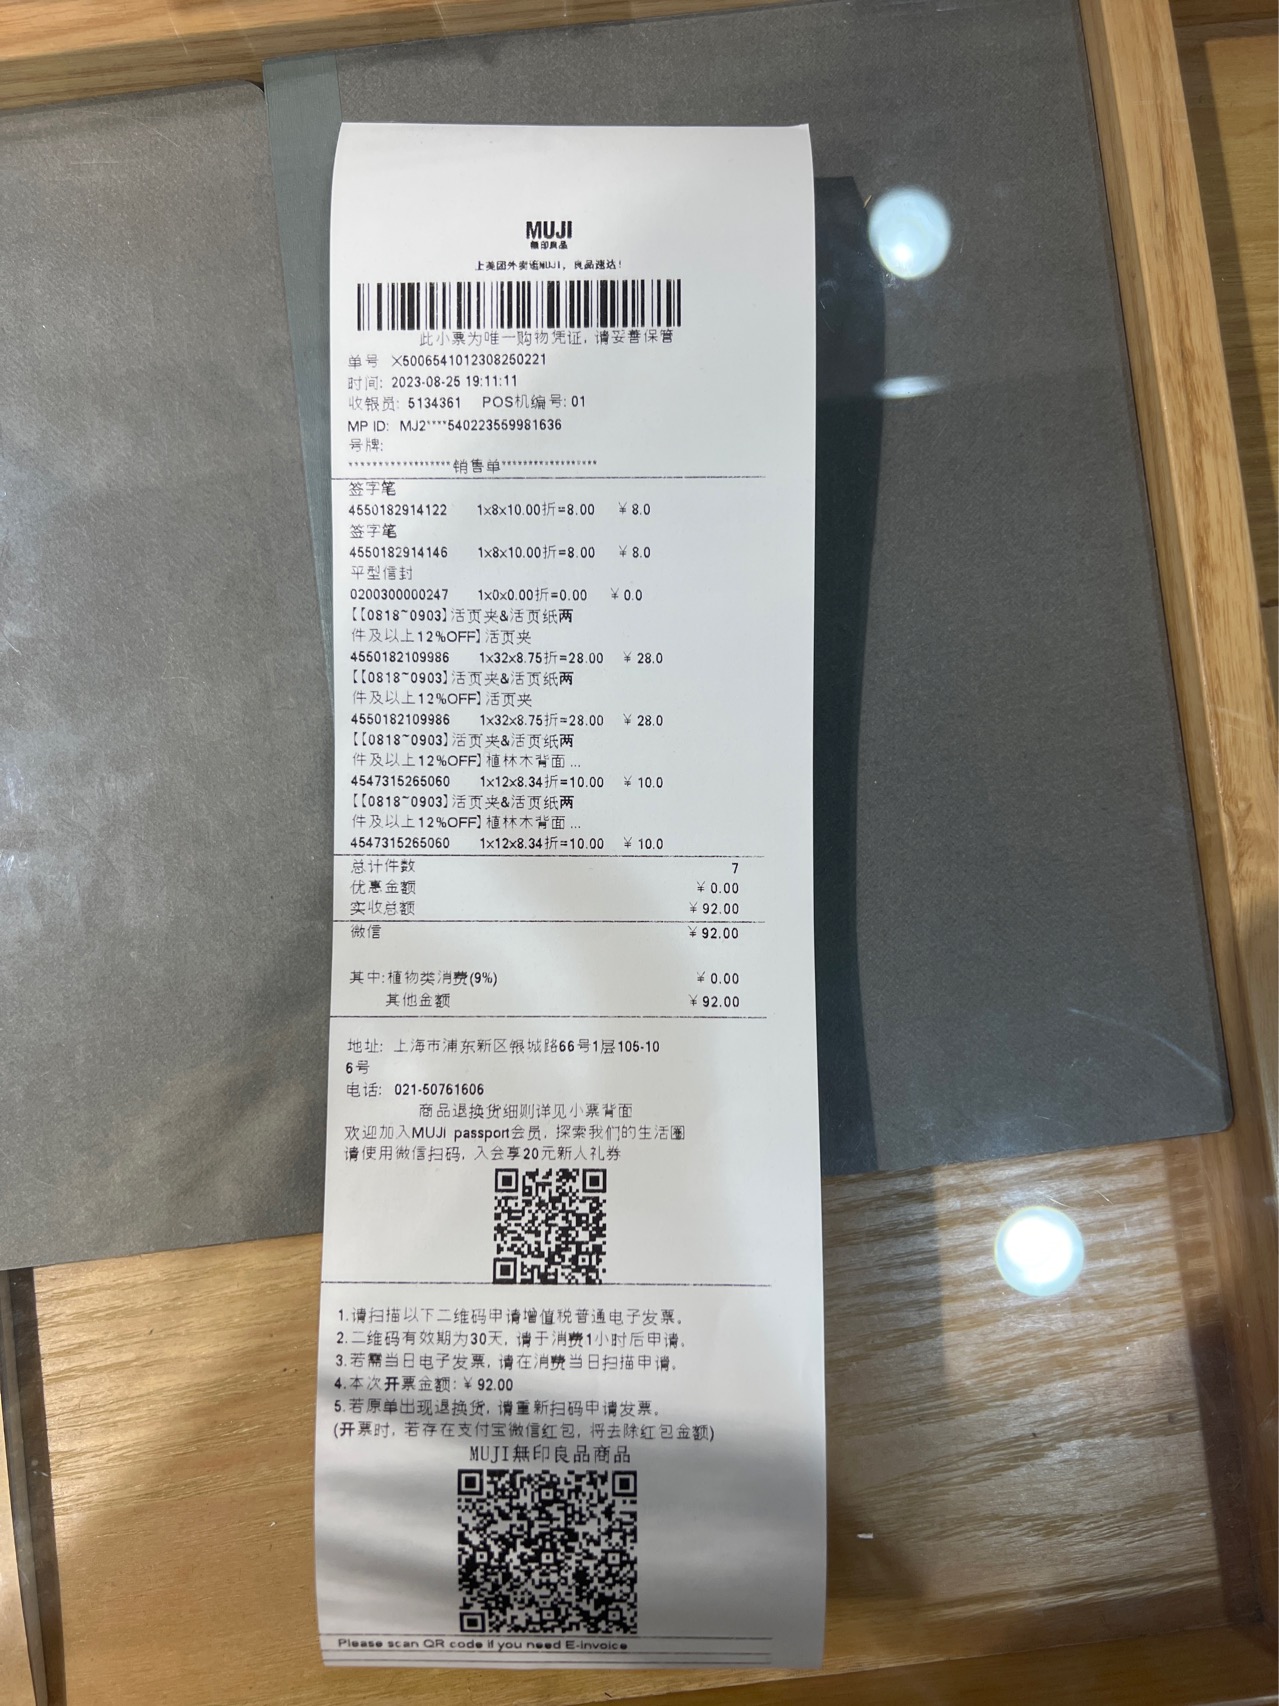 MUJI
無印良品
上美团外卖逛MUJI，良品速达！
此小票为唯一购物凭证，请妥善保管
单号 X5006541012308250221
时间: 2023-08-25 19:11:11
收银员: 5134361 POS机编号: 01
MP ID: MJ2****540223559981636
号牌:
******************销售单*****************
签字笔
4550182914122 1x8x10.00折=8.00 ￥8.0
签字笔
4550182914146 1x8x10.00折=8.00 ￥8.0
平型信封
0200300000247 1x0x0.00折=0.00 ￥0.0
【【0818~0903】活页夹&活页纸两
件及以上12%OFF】活页夹
4550182109986 1x32x8.75折=28.00 ￥28.0
【【0818~0903】活页夹&活页纸两
件及以上12%OFF】活页夹
4550182109986 1x32x8.75折=28.00 ￥28.0
【【0818~0903】活页夹&活页纸两
件及以上12%OFF】植林木背面...
4547315265060 1x12x8.34折=10.00 ￥10.0
【【0818~0903】活页夹&活页纸两
件及以上12%OFF】植林木背面...
4547315265060 1x12x8.34折=10.00 ￥10.0
总计件数 7
优惠金额 ￥0.00
实收总额 ￥92.00
微信 ￥92.00
其中:植物类消费(9%) ￥0.00
其他金额 ￥92.00
地址: 上海市浦东新区银城路66号1层105-10
6号
电话: 021-50761606
商品退换货细则详见小票背面
欢迎加入MUJI passport会员，探索我们的生活圈
请使用微信扫码，入会享20元新人礼券
1.请扫描以下二维码申请增值税普通电子发票。
2.二维码有效期为30天，请于消费1小时后申请。
3.若需当日电子发票，请在消费当日扫描申请。
4.本次开票金额:￥92.00
5.若原单出现退换货，请重新扫码申请发票。
(开票时，若存在支付宝微信红包，将去除红包金额)
MUJI無印良品商品
Please scan QR code if you need E-invoice